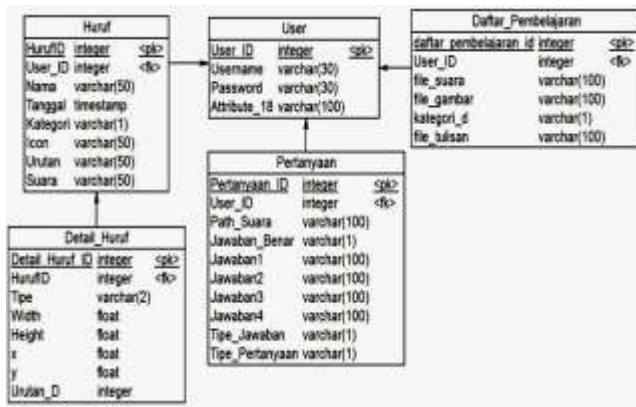 Huruf
HurufID integer <pk>
User_ID integer <fk>
Nama varchar(50)
Tanggal timestamp
Kategori varchar(1)
Icon varchar(50)
Urutan varchar(50)
Suara varchar(50)
User
User_ID integer <pk>
Username varchar(30)
Password varchar(30)
Attribute_18 varchar(100)
Daftar_Pembelajaran
daftar_pembelajaran_id integer <pk>
User_ID integer <fk>
file_suara varchar(100)
file_gambar varchar(100)
kategori_d varchar(1)
file_tulisan varchar(100)
Pertanyaan
Pertanyaan_ID integer <pk>
User_ID integer <fk>
Path_Suara varchar(100)
Jawaban_Benar varchar(1)
Jawaban1 varchar(100)
Jawaban2 varchar(100)
Jawaban3 varchar(100)
Jawaban4 varchar(100)
Tipe_Jawaban varchar(1)
Tipe_Pertanyaan varchar(1)
Detail_Huruf
Detail_Huruf_ID integer <pk>
HurufID integer <fk>
Tipe varchar(2)
Width float
Height float
x float
y float
Urutan_D integer